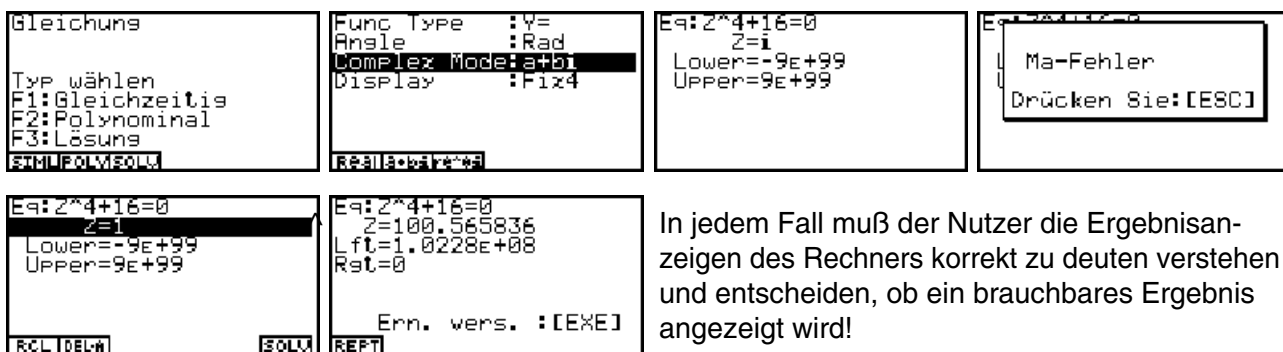 Gleichung
Typ wählen
F1:Gleichzeitig
F2:Polynominal
F3:Lösung
SIML POLY SOLV
Func Type :Y=
Angle :Rad
Complex Mode:a+bi
Display :Fix4
Real a+bi re^θi
Eq:Z^4+16=0
Z=i
Lower=-9E+99
Upper=9E+99
Ma-Fehler
Drücken Sie:[ESC]
Eq:Z^4+16=0
Z=1
Lower=-9E+99
Upper=9E+99
RCL DEL-A SOLV
Eq:Z^4+16=0
Z=100.565836
Lft=1.0228E+08
Rgt=0
Ern. vers. :[EXE]
REPT
In jedem Fall muß der Nutzer die Ergebnisan-
zeigen des Rechners korrekt zu deuten verstehen
und entscheiden, ob ein brauchbares Ergebnis
angezeigt wird!